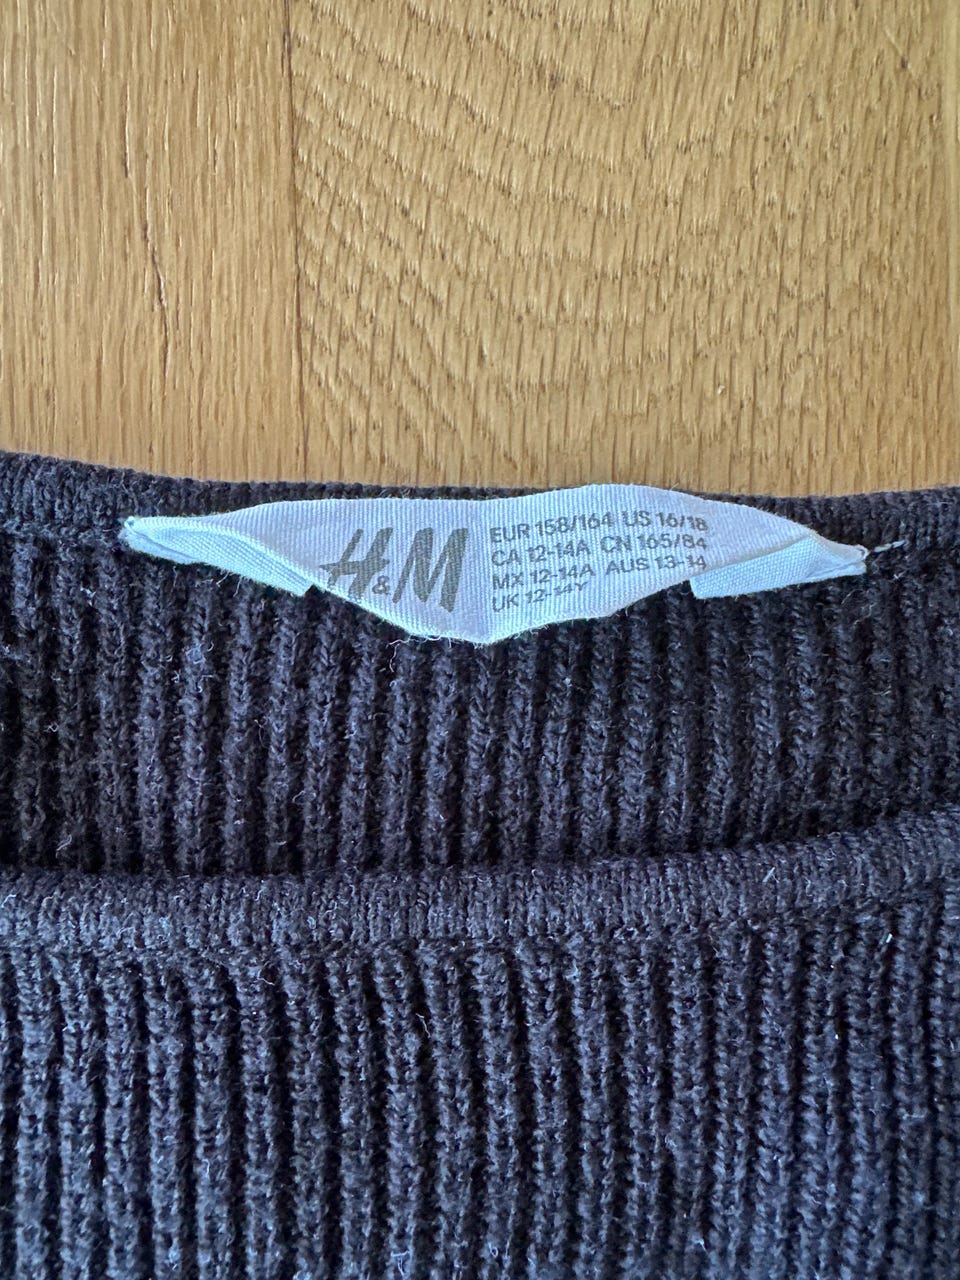 H&M
EUR 158/164 US 16/18
CA 12-14A CN 165/84
MX 12-14A AUS 13-14
UK 12-14Y